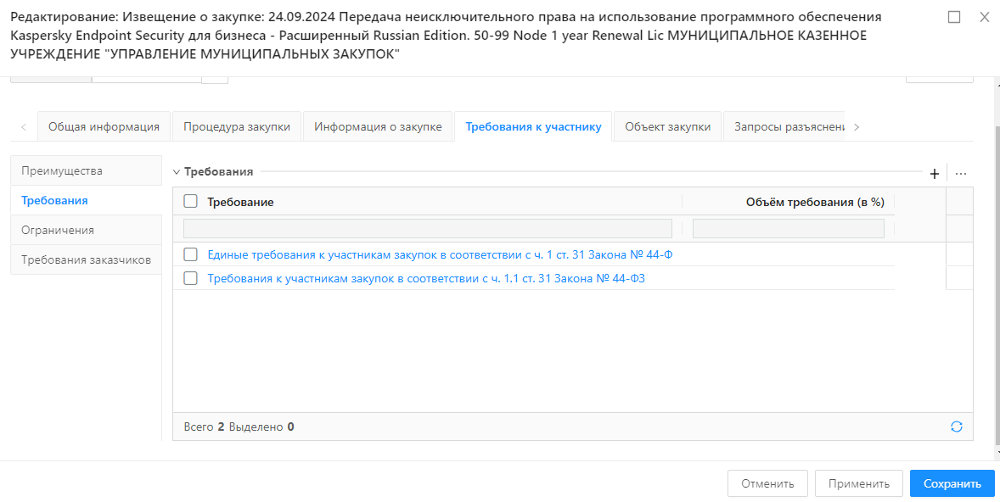 Редактирование: Извещение о закупке: 24.09.2024 Передача неисключительного права на использование программного обеспечения
Kaspersky Endpoint Security для бизнеса - Расширенный Russian Edition. 50-99 Node 1 year Renewal Lic МУНИЦИПАЛЬНОЕ КАЗЕННОЕ
УЧРЕЖДЕНИЕ "УПРАВЛЕНИЕ МУНИЦИПАЛЬНЫХ ЗАКУПОК"
Общая информация Процедура закупки Информация о закупке Требования к участнику Объект закупки Запросы разъяснени
Преимущества
Требования
Ограничения
Требования заказчиков
Требования
Требование Объём требования (в %)
Единые требования к участникам закупок в соответствии с ч. 1 ст. 31 Закона № 44-Ф
Требования к участникам закупок в соответствии с ч. 1.1 ст. 31 Закона № 44-ФЗ
Всего 2 Выделено 0
Отменить Применить Сохранить